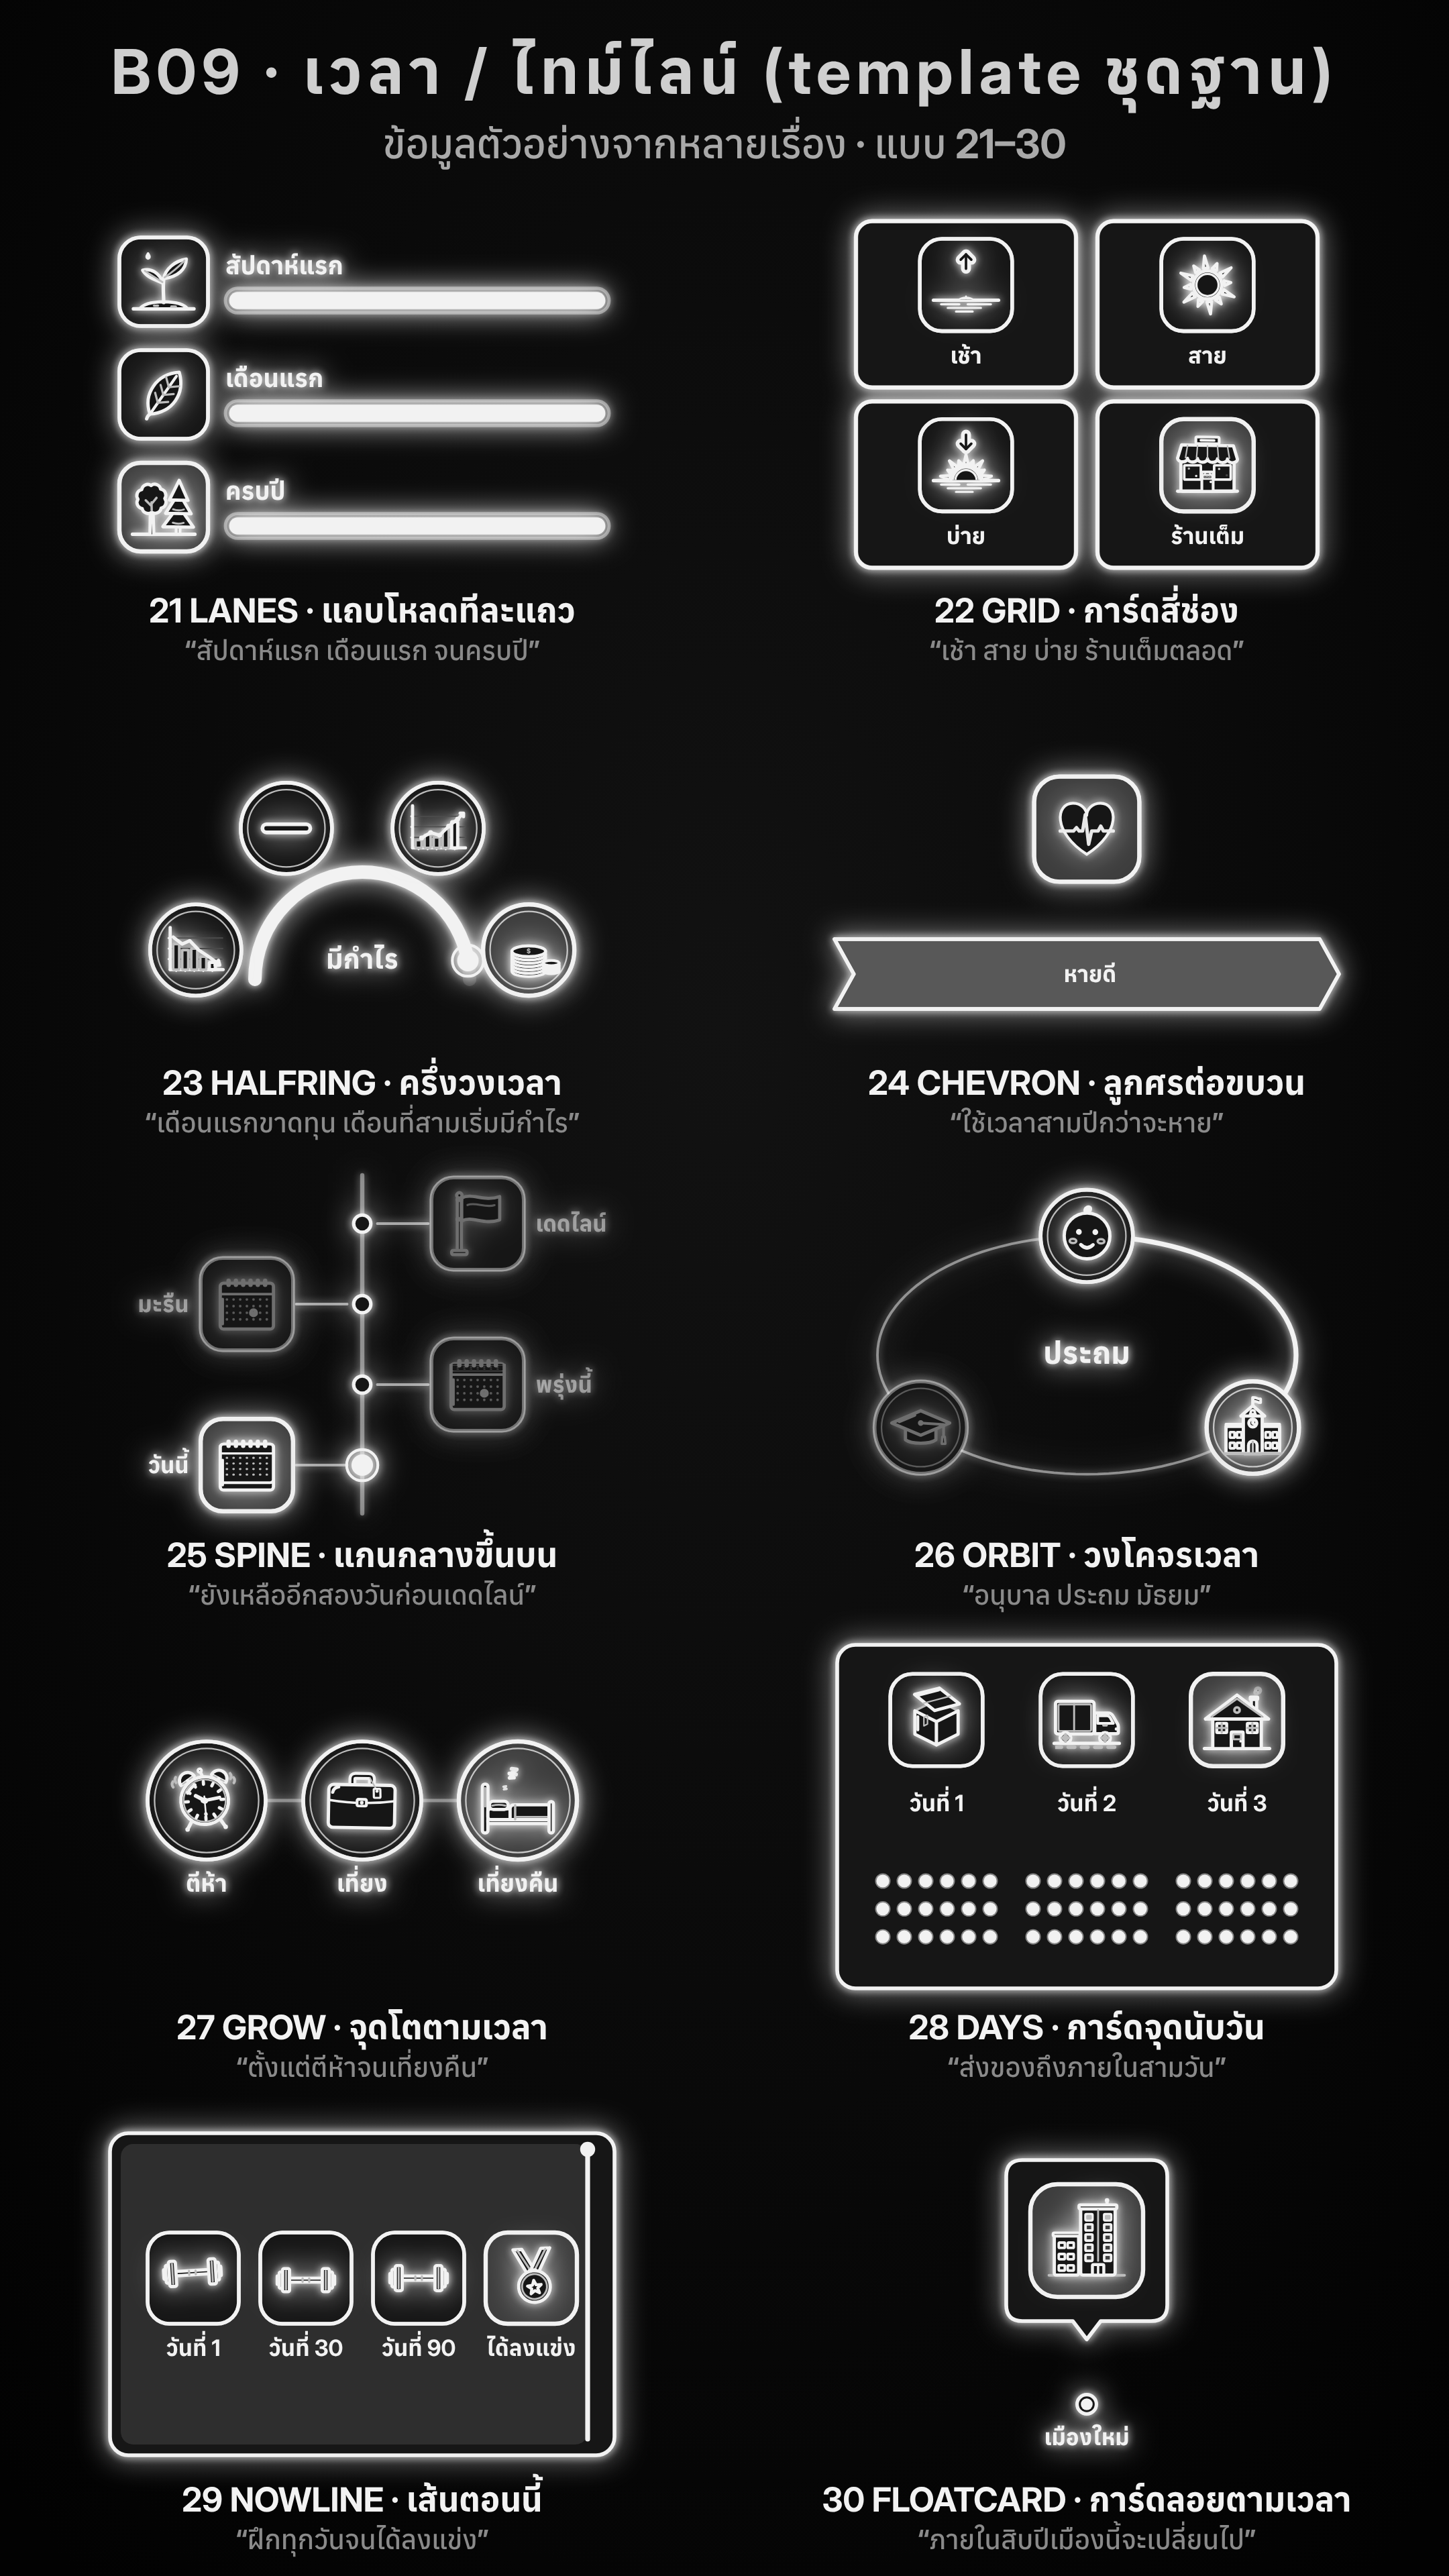 B09 · เวลา / ไทม์ไลน์ (template ชุดฐาน)
ข้อมูลตัวอย่างจากหลายเรื่อง · แบบ 21–30
สัปดาห์แรก
เดือนแรก
ครบปี
21 LANES · แถบโหลดทีละแถว
“สัปดาห์แรก เดือนแรก จนครบปี”
เช้า
สาย
บ่าย
ร้านเต็ม
22 GRID · การ์ดสี่ช่อง
“เช้า สาย บ่าย ร้านเต็มตลอด”
มีกำไร
23 HALFRING · ครึ่งวงเวลา
“เดือนแรกขาดทุน เดือนที่สามเริ่มมีกำไร”
หายดี
24 CHEVRON · ลูกศรต่อขบวน
“ใช้เวลาสามปีกว่าจะหาย”
เดดไลน์
มะรืน
พรุ่งนี้
วันนี้
25 SPINE · แกนกลางขึ้นบน
“ยังเหลืออีกสองวันก่อนเดดไลน์”
ประถม
26 ORBIT · วงโคจรเวลา
“อนุบาล ประถม มัธยม”
ตีห้า
เที่ยง
เที่ยงคืน
27 GROW · จุดโตตามเวลา
“ตั้งแต่ตีห้าจนเที่ยงคืน”
วันที่ 1
วันที่ 2
วันที่ 3
28 DAYS · การ์ดจุดนับวัน
“ส่งของถึงภายในสามวัน”
วันที่ 1
วันที่ 30
วันที่ 90
ได้ลงแข่ง
29 NOWLINE · เส้นตอนนี้
“ฝึกทุกวันจนได้ลงแข่ง”
เมืองใหม่
30 FLOATCARD · การ์ดลอยตามเวลา
“ภายในสิบปีเมืองนี้จะเปลี่ยนไป”